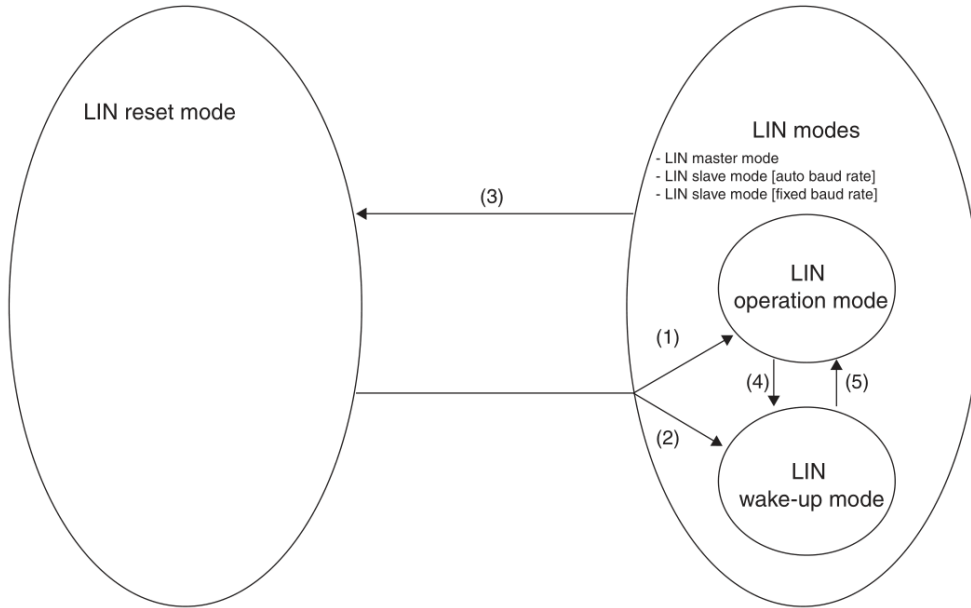 LIN reset mode
LIN modes
- LIN master mode
- LIN slave mode [auto baud rate]
- LIN slave mode [fixed baud rate]
(3)
LIN
operation mode
(1)
(4)
(5)
(2)
LIN
wake-up mode